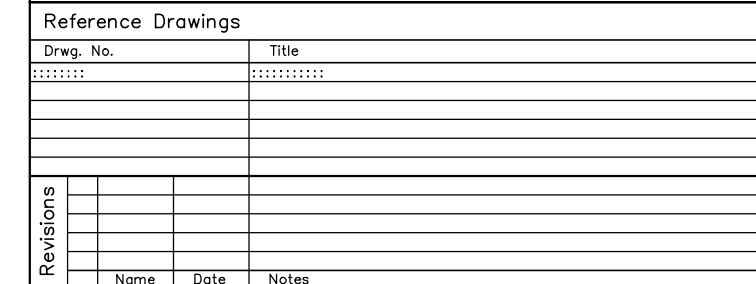 Reference Drawings
Drwg. No. Title
:::::::: :::::::::::
Revisions
Name Date Notes